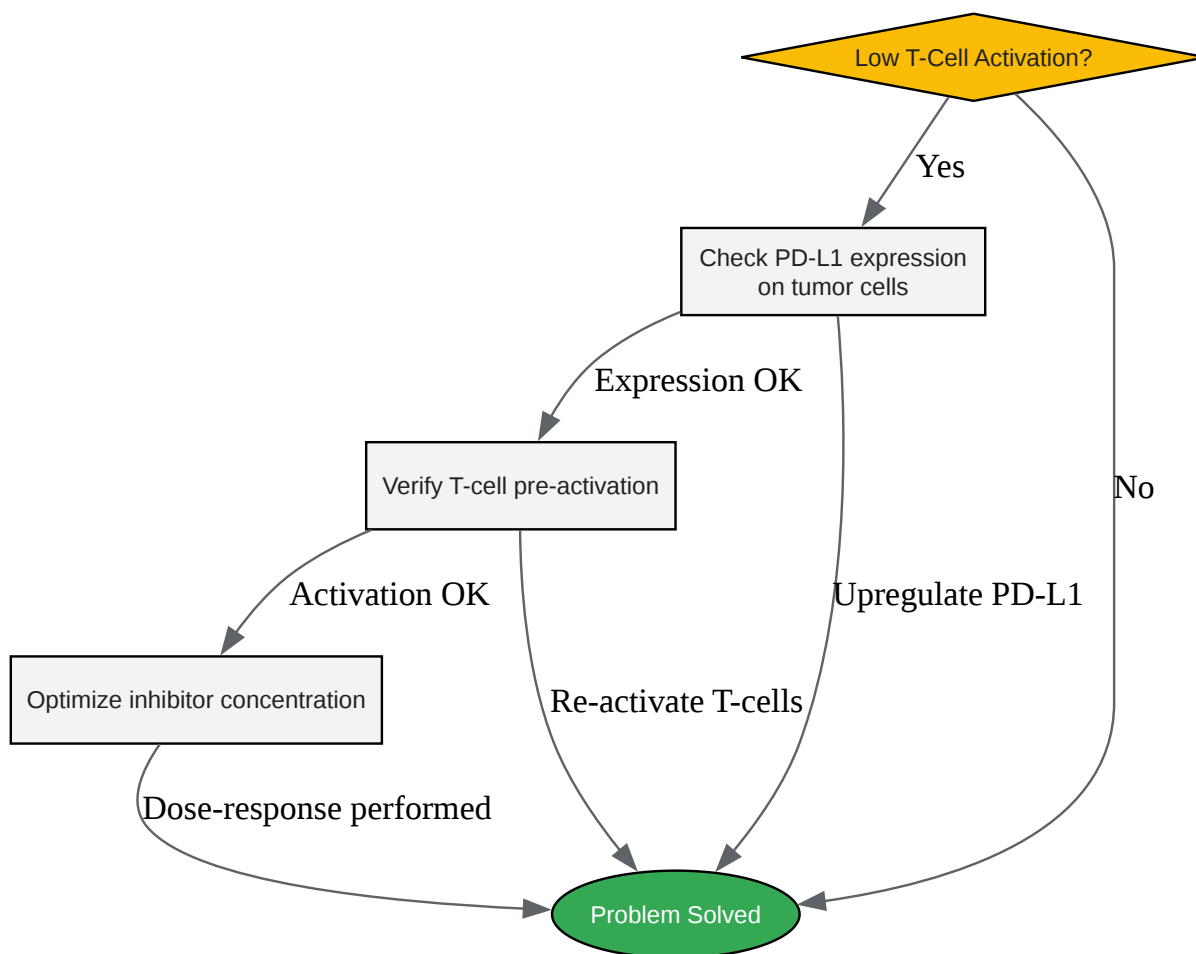 Low T-Cell Activation?
Yes
Check PD-L1 expression
on tumor cells
Expression OK
Verify T-cell pre-activation
No
Activation OK
Upregulate PD-L1
Optimize inhibitor concentration
Re-activate T-cells
Dose-response performed
Problem Solved